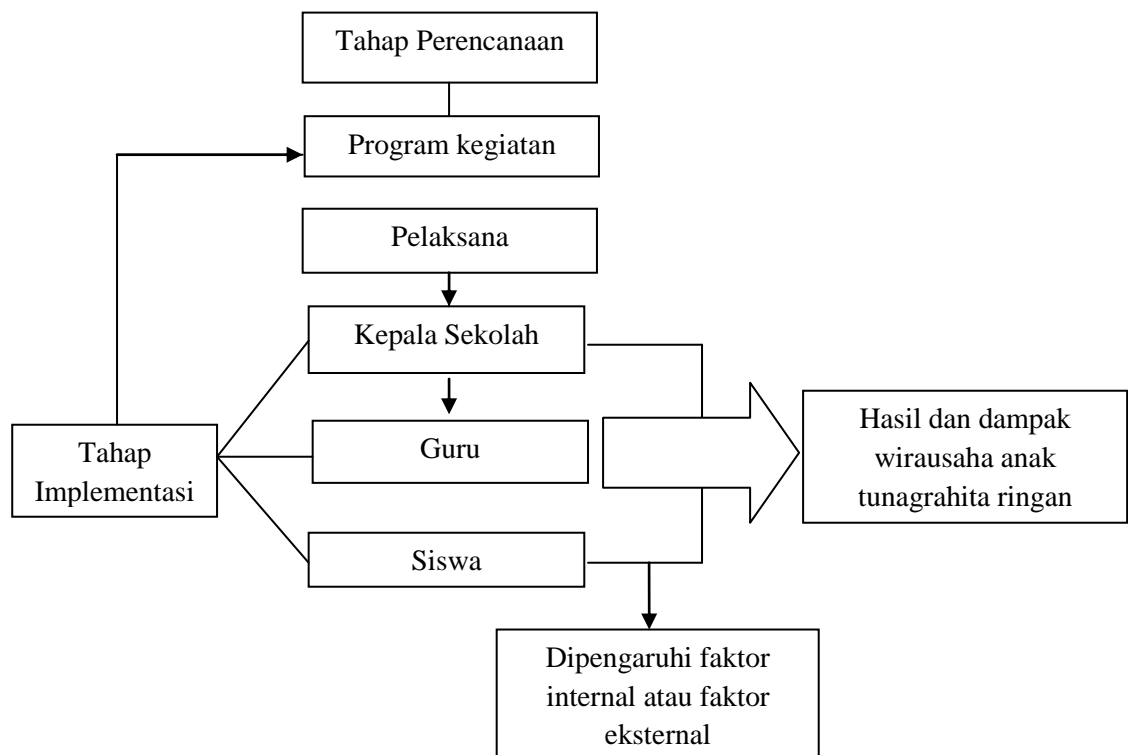 Tahap Perencanaan
Program kegiatan
Pelaksana
Kepala Sekolah
Guru
Siswa
Tahap
Implementasi
Hasil dan dampak
wirausaha anak
tunagrahita ringan
Dipengaruhi faktor
internal atau faktor
eksternal